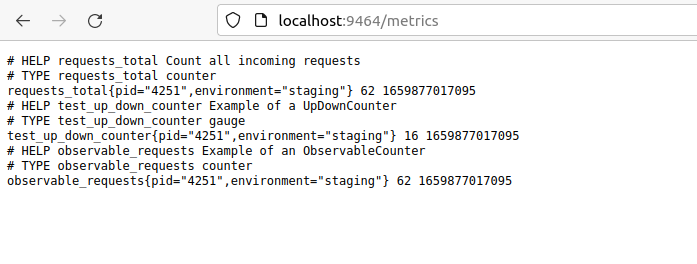 localhost:9464/metrics
# HELP requests_total Count all incoming requests
# TYPE requests_total counter
requests_total{pid="4251",environment="staging"} 62 1659877017095
# HELP test_up_down_counter Example of a UpDownCounter
# TYPE test_up_down_counter gauge
test_up_down_counter{pid="4251",environment="staging"} 16 1659877017095
# HELP observable_requests Example of an ObservableCounter
# TYPE observable_requests counter
observable_requests{pid="4251",environment="staging"} 62 1659877017095